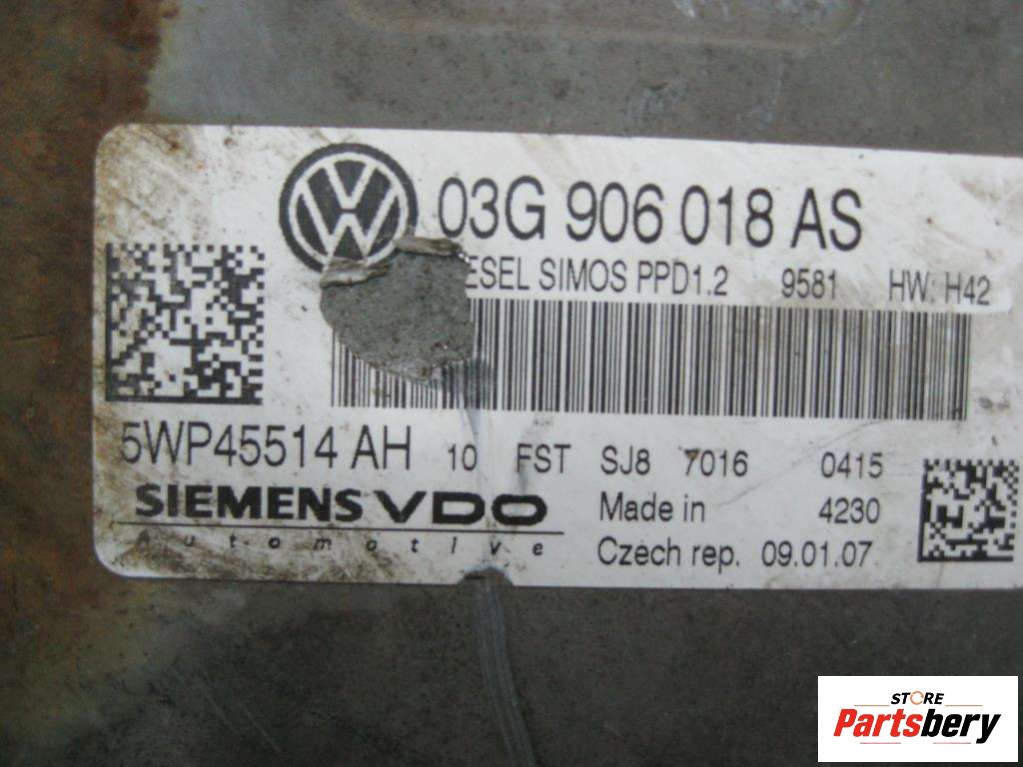 03G 906 018 AS
ESEL SIMOS PPD1.2 9581 HW: H42
5WP45514 AH 10 FST SJ8 7016 0415
SIEMENS VDO Made in 4230
Automotive Czech rep. 09.01.07
STORE
Partsbery